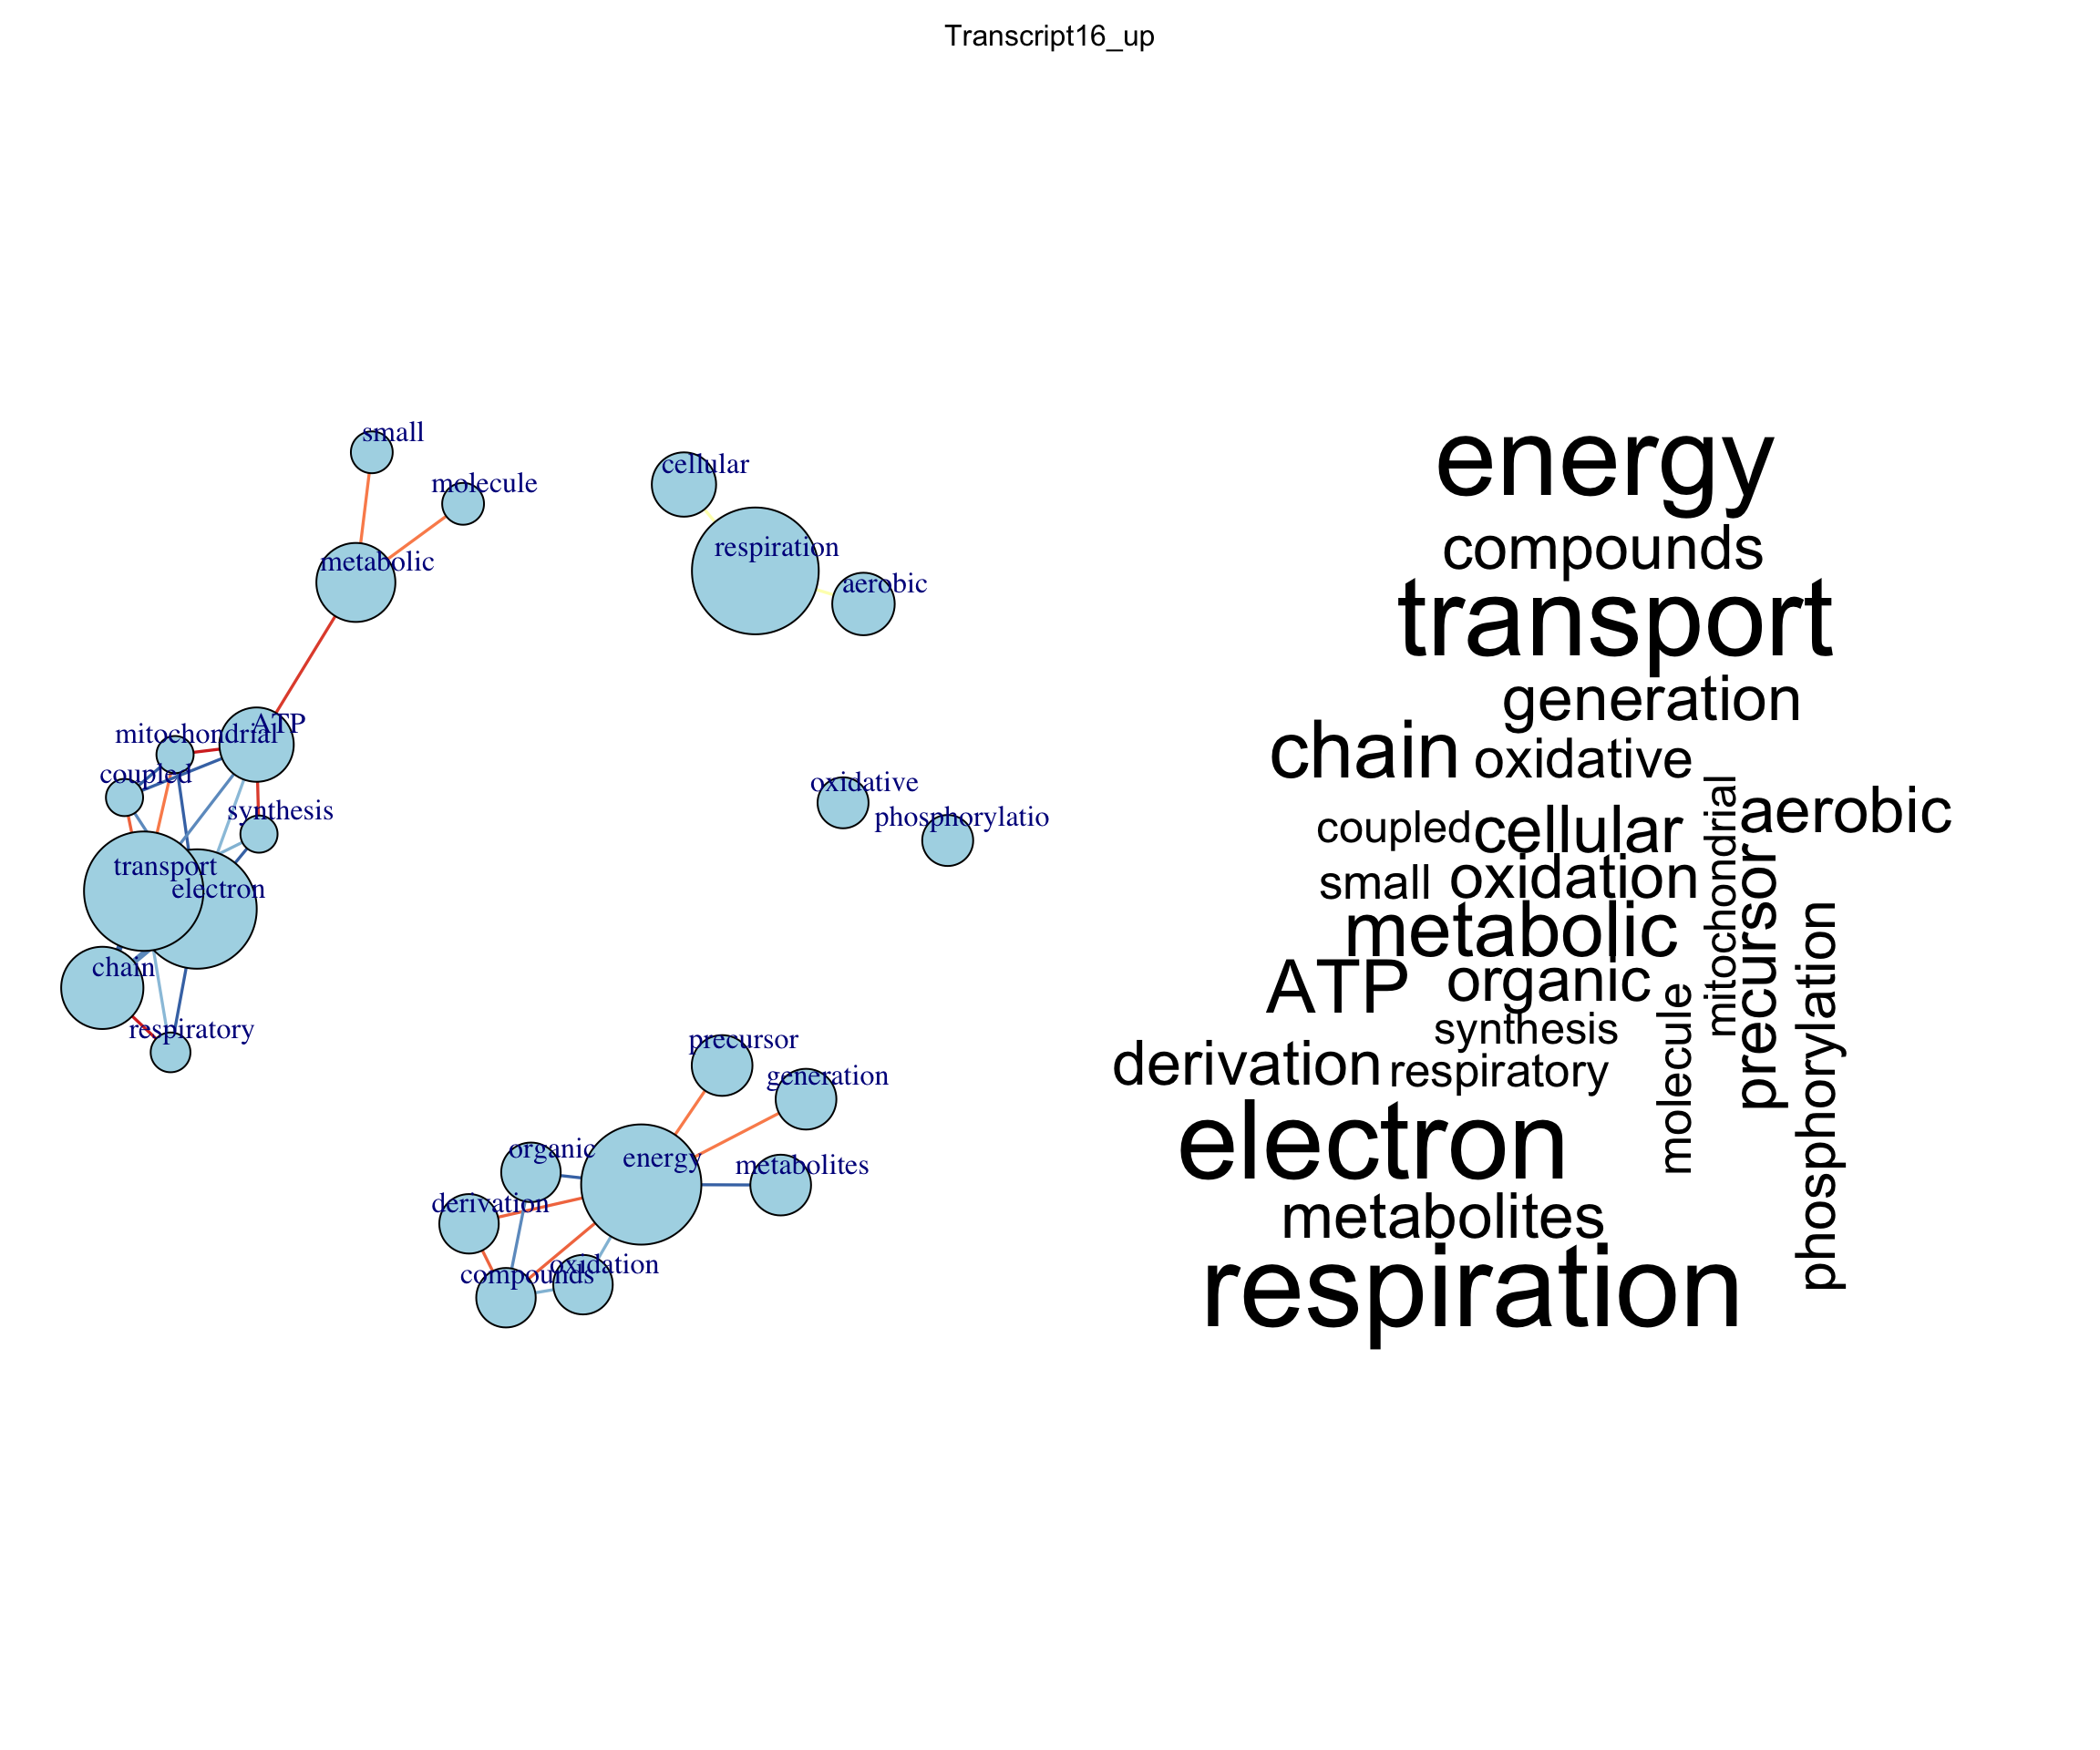 Transcript16_up
small
molecule
metabolic
cellular
respiration
aerobic
ATP
mitochondrial
coupled
synthesis
oxidative
phosphorylatio
transport
electron
chain
respiratory
precursor
generation
organic
energy
metabolites
derivation
oxidation
compounds
energy
compounds
transport
generation
chain
oxidative
aerobic
coupled
cellular
mitochondrial
small
oxidation
precursor
metabolic
phosphorylation
ATP
organic
molecule
synthesis
derivation
respiratory
electron
metabolites
respiration